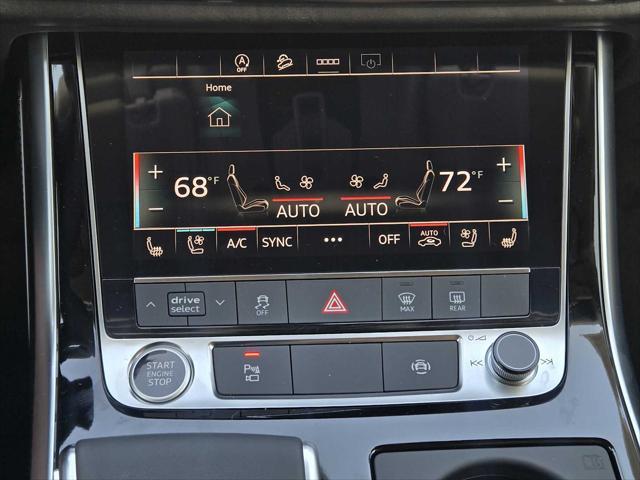 A OFF
Home
+ 68°F 72°F +
− AUTO AUTO −
A/C SYNC ••• OFF AUTO
drive select OFF MAX REAR
START ENGINE STOP
P